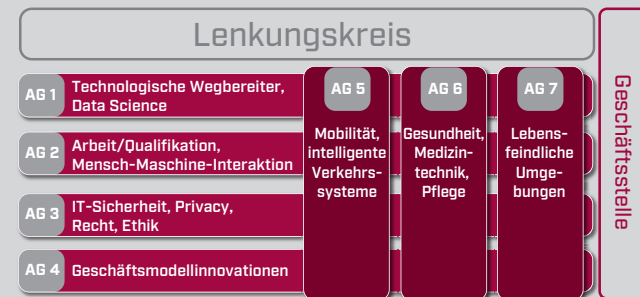 Lenkungskreis
AG 1
Technologische Wegbereiter,
Data Science
AG 2
Arbeit/Qualifikation,
Mensch-Maschine-Interaktion
AG 3
IT-Sicherheit, Privacy,
Recht, Ethik
AG 4
Geschäftsmodellinnovationen
AG 5
Mobilität,
intelligente
Verkehrs-
systeme
AG 6
Gesundheit,
Medizin-
technik,
Pflege
AG 7
Lebens-
feindliche
Umge-
bungen
Geschäftsstelle